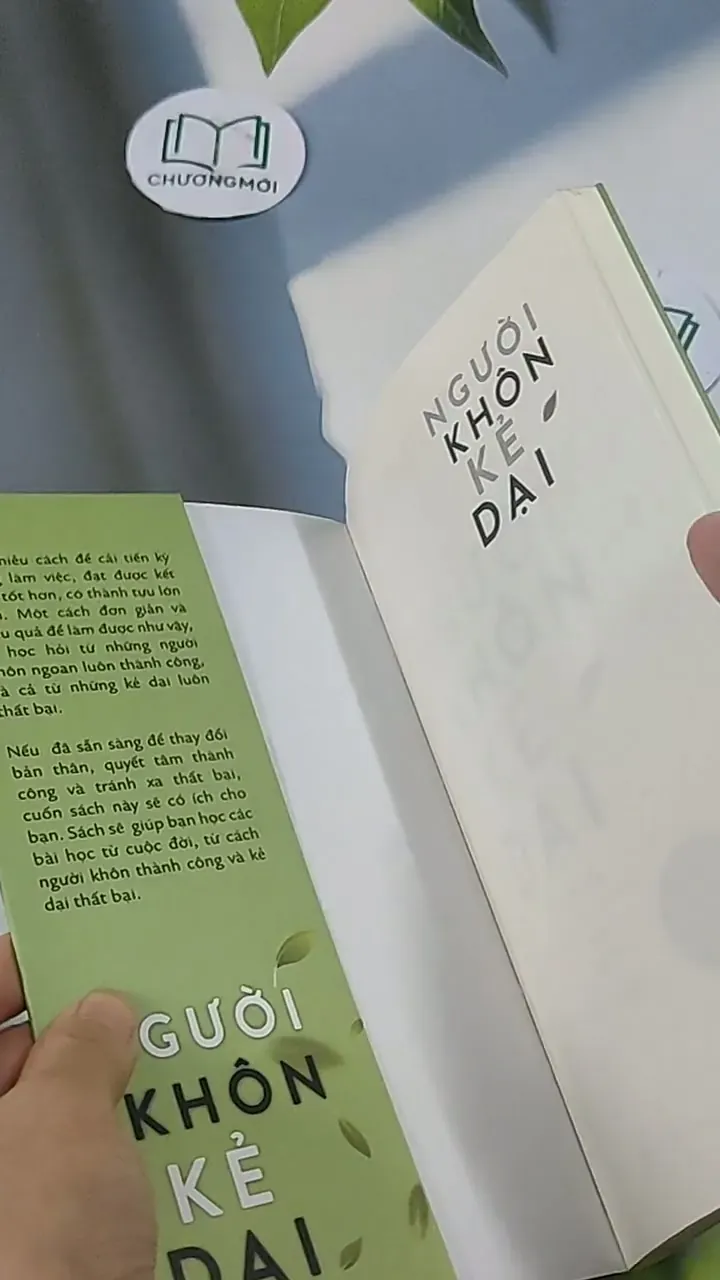 CHƯƠNGMỚI
NGƯỜI
KHÔN
KẺ
DẠI
hiều cách để cải tiến kỹ
làm việc, đạt được kết
tốt hơn, có thành tựu lớn
Một cách đơn giản và
quả để làm được như vậy,
học hỏi từ những người
khôn ngoan luôn thành công,
và cả từ những kẻ dại luôn
thất bại.
Nếu đã sẵn sàng để thay đổi
bản thân, quyết tâm thành
công và tránh xa thất bại,
cuốn sách này sẽ có ích cho
bạn. Sách sẽ giúp bạn học các
bài học từ cuộc đời, từ cách
người khôn thành công và kẻ
dại thất bại.
GƯỜI
KHÔN
KẺ
DẠI